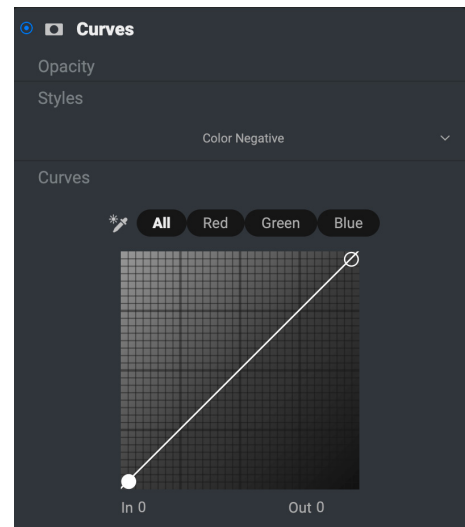 Curves
Opacity
Styles
Color Negative
Curves
All Red Green Blue
In 0 Out 0